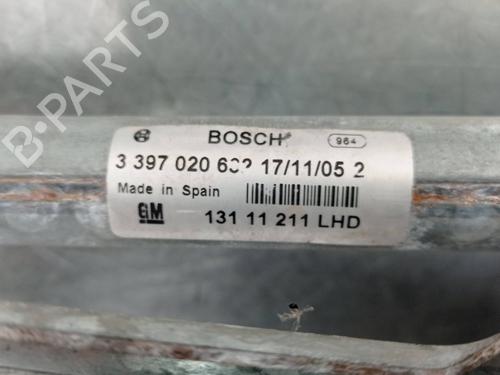 BOSCH 964
3 397 020 17/11/05 2
Made in Spain
GM 131 11 211 LHD
B-PARTS